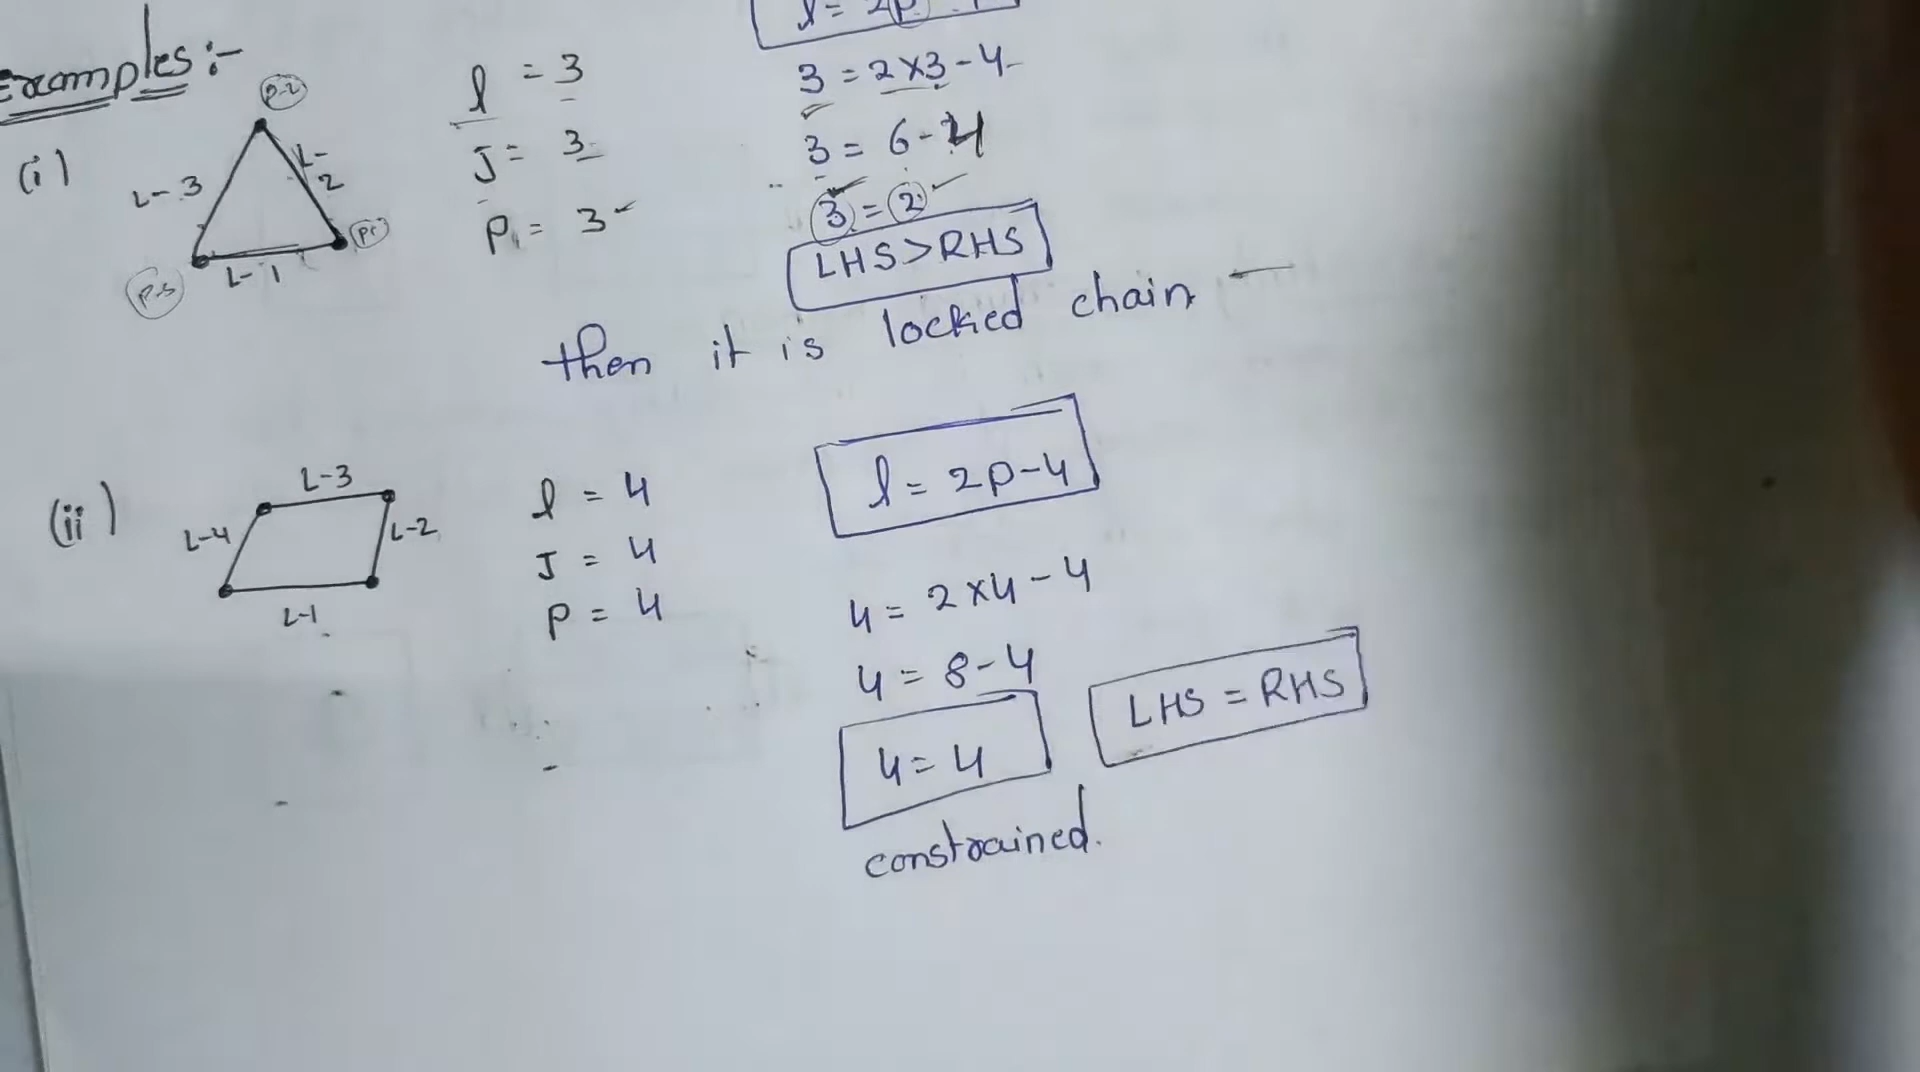 Examples :-
(i)
P-2
L-3
L-2
P1
P-3
L-1
l = 3
J = 3
P = 3
l = 2P
3 = 2×3-4
3 = 6-4
3 = 2
LHS>RHS
then it is locked chain
(ii)
L-3
L-4
L-2
L-1
l = 4
J = 4
P = 4
l = 2P-4
4 = 2×4-4
4 = 8-4
4 = 4
LHS = RHS
constrained.